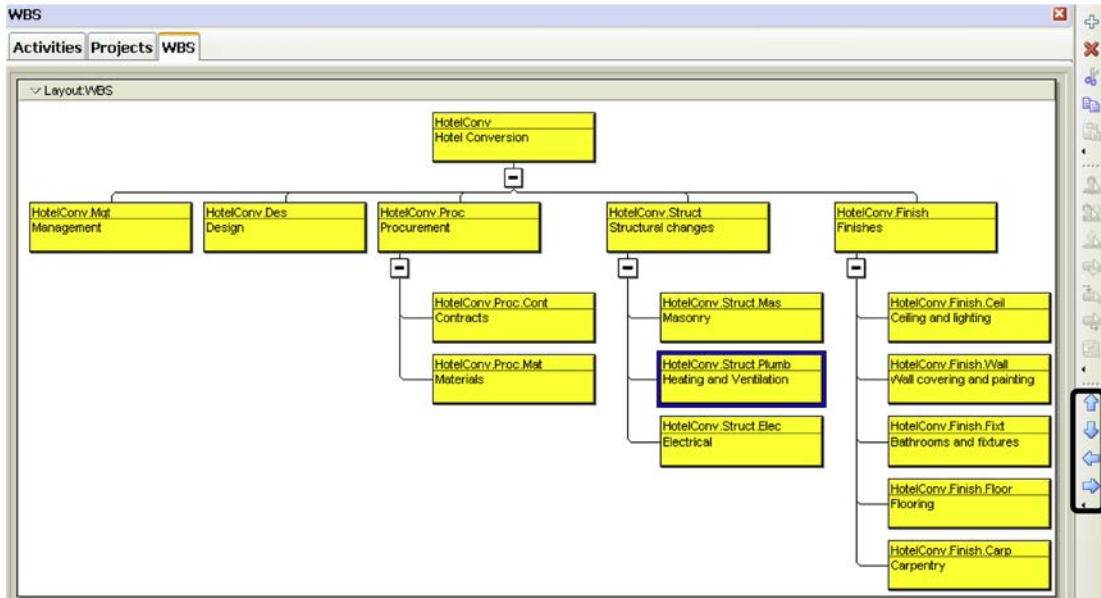 WBS
Activities Projects WBS
Layout:WBS
HotelConv
Hotel Conversion
HotelConv.Mgt
Management
HotelConv.Des
Design
HotelConv.Proc
Procurement
HotelConv.Struct
Structural changes
HotelConv.Finish
Finishes
HotelConv.Proc.Cont
Contracts
HotelConv.Proc.Mat
Materials
HotelConv.Struct.Mas
Masonry
HotelConv.Struct.Plumb
Heating and Ventilation
HotelConv.Struct.Elec
Electrical
HotelConv.Finish.Ceil
Ceiling and lighting
HotelConv.Finish.Wall
Wall covering and painting
HotelConv.Finish.Fixt
Bathrooms and fixtures
HotelConv.Finish.Floor
Flooring
HotelConv.Finish.Carp
Carpentry